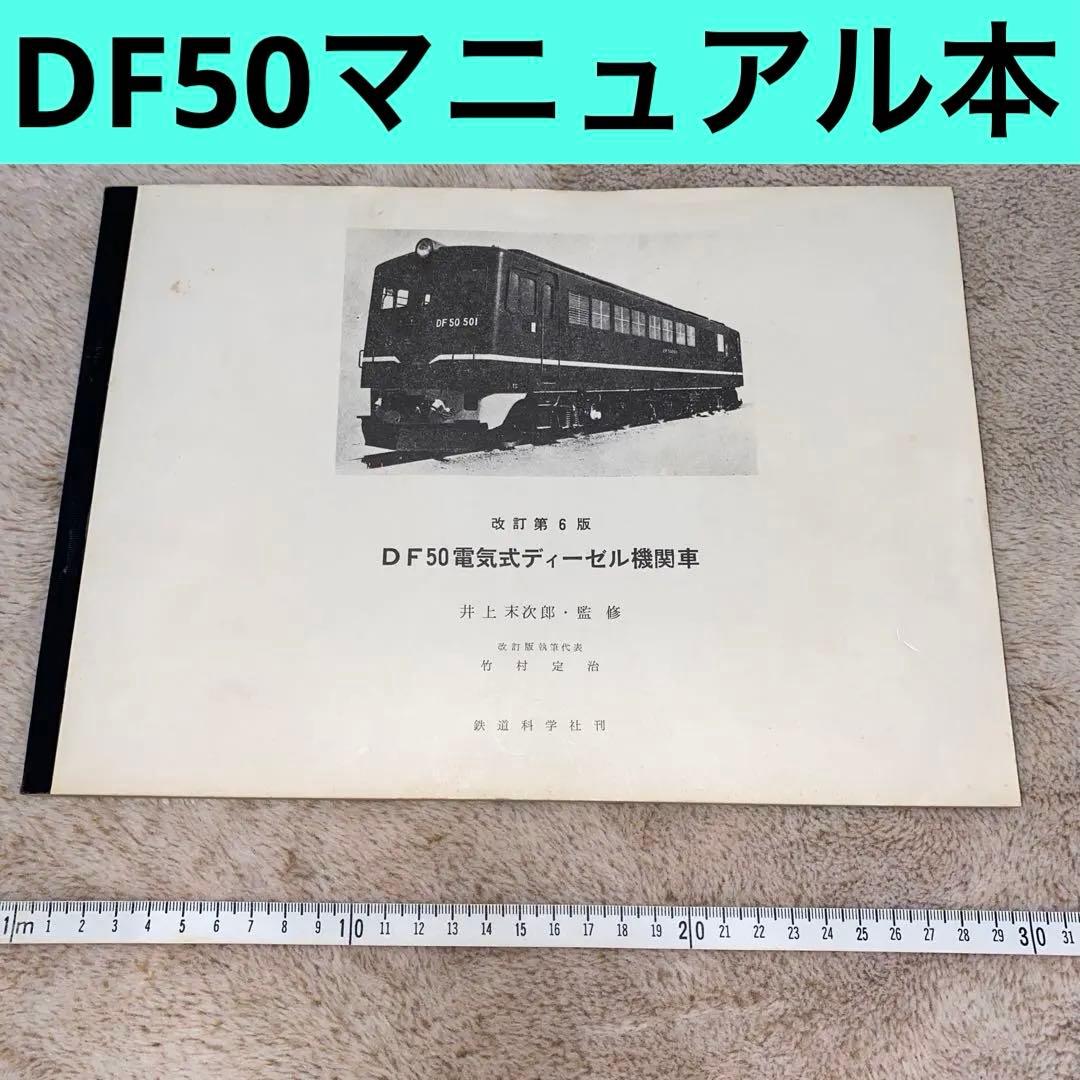 DF50マニュアル本
DF50 501
改訂第6版
DF50電気式ディーゼル機関車
井上末次郎・監修
改訂版執筆代表
竹村定治
鉄道科学社刊
1m 1 2 3 4 5 6 7 8 9 10 11 12 13 14 15 16 17 18 19 20 21 22 23 24 25 26 27 28 29 30 31